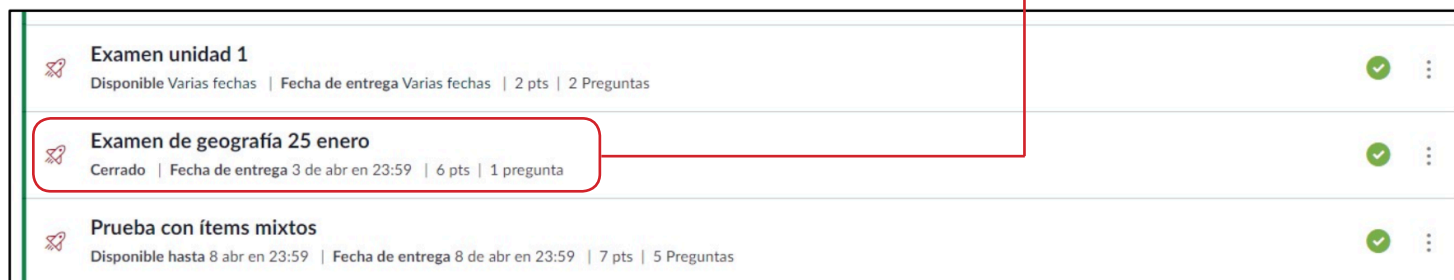 Examen unidad 1
Disponible Varias fechas | Fecha de entrega Varias fechas | 2 pts | 2 Preguntas
Examen de geografía 25 enero
Cerrado | Fecha de entrega 3 de abr en 23:59 | 6 pts | 1 pregunta
Prueba con ítems mixtos
Disponible hasta 8 abr en 23:59 | Fecha de entrega 8 de abr en 23:59 | 7 pts | 5 Preguntas